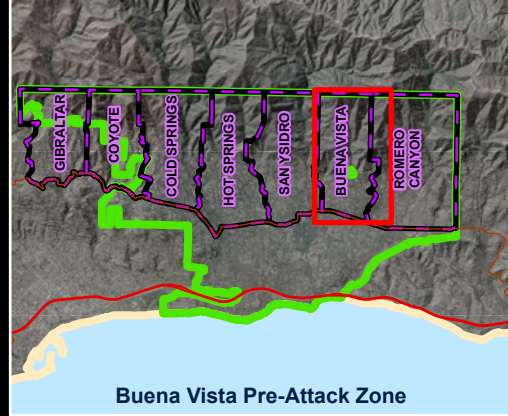 GIBRALTAR
COYOTE
COLD SPRINGS
HOT SPRINGS
SAN YSIDRO
BUENA VISTA
ROMERO
CANYON
Buena Vista Pre-Attack Zone